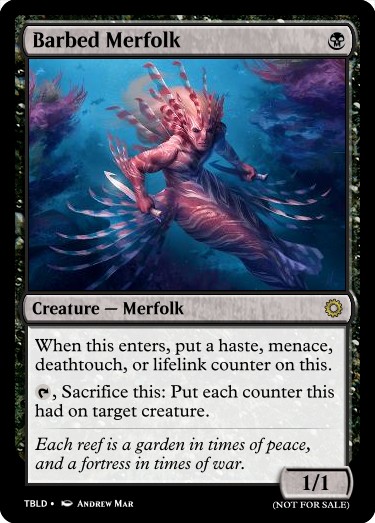 Barbed Merfolk
Creature — Merfolk
When this enters, put a haste, menace,
deathtouch, or lifelink counter on this.
, Sacrifice this: Put each counter this
had on target creature.
Each reef is a garden in times of peace,
and a fortress in times of war.
1/1
TBLD • Andrew Mar
(NOT FOR SALE)